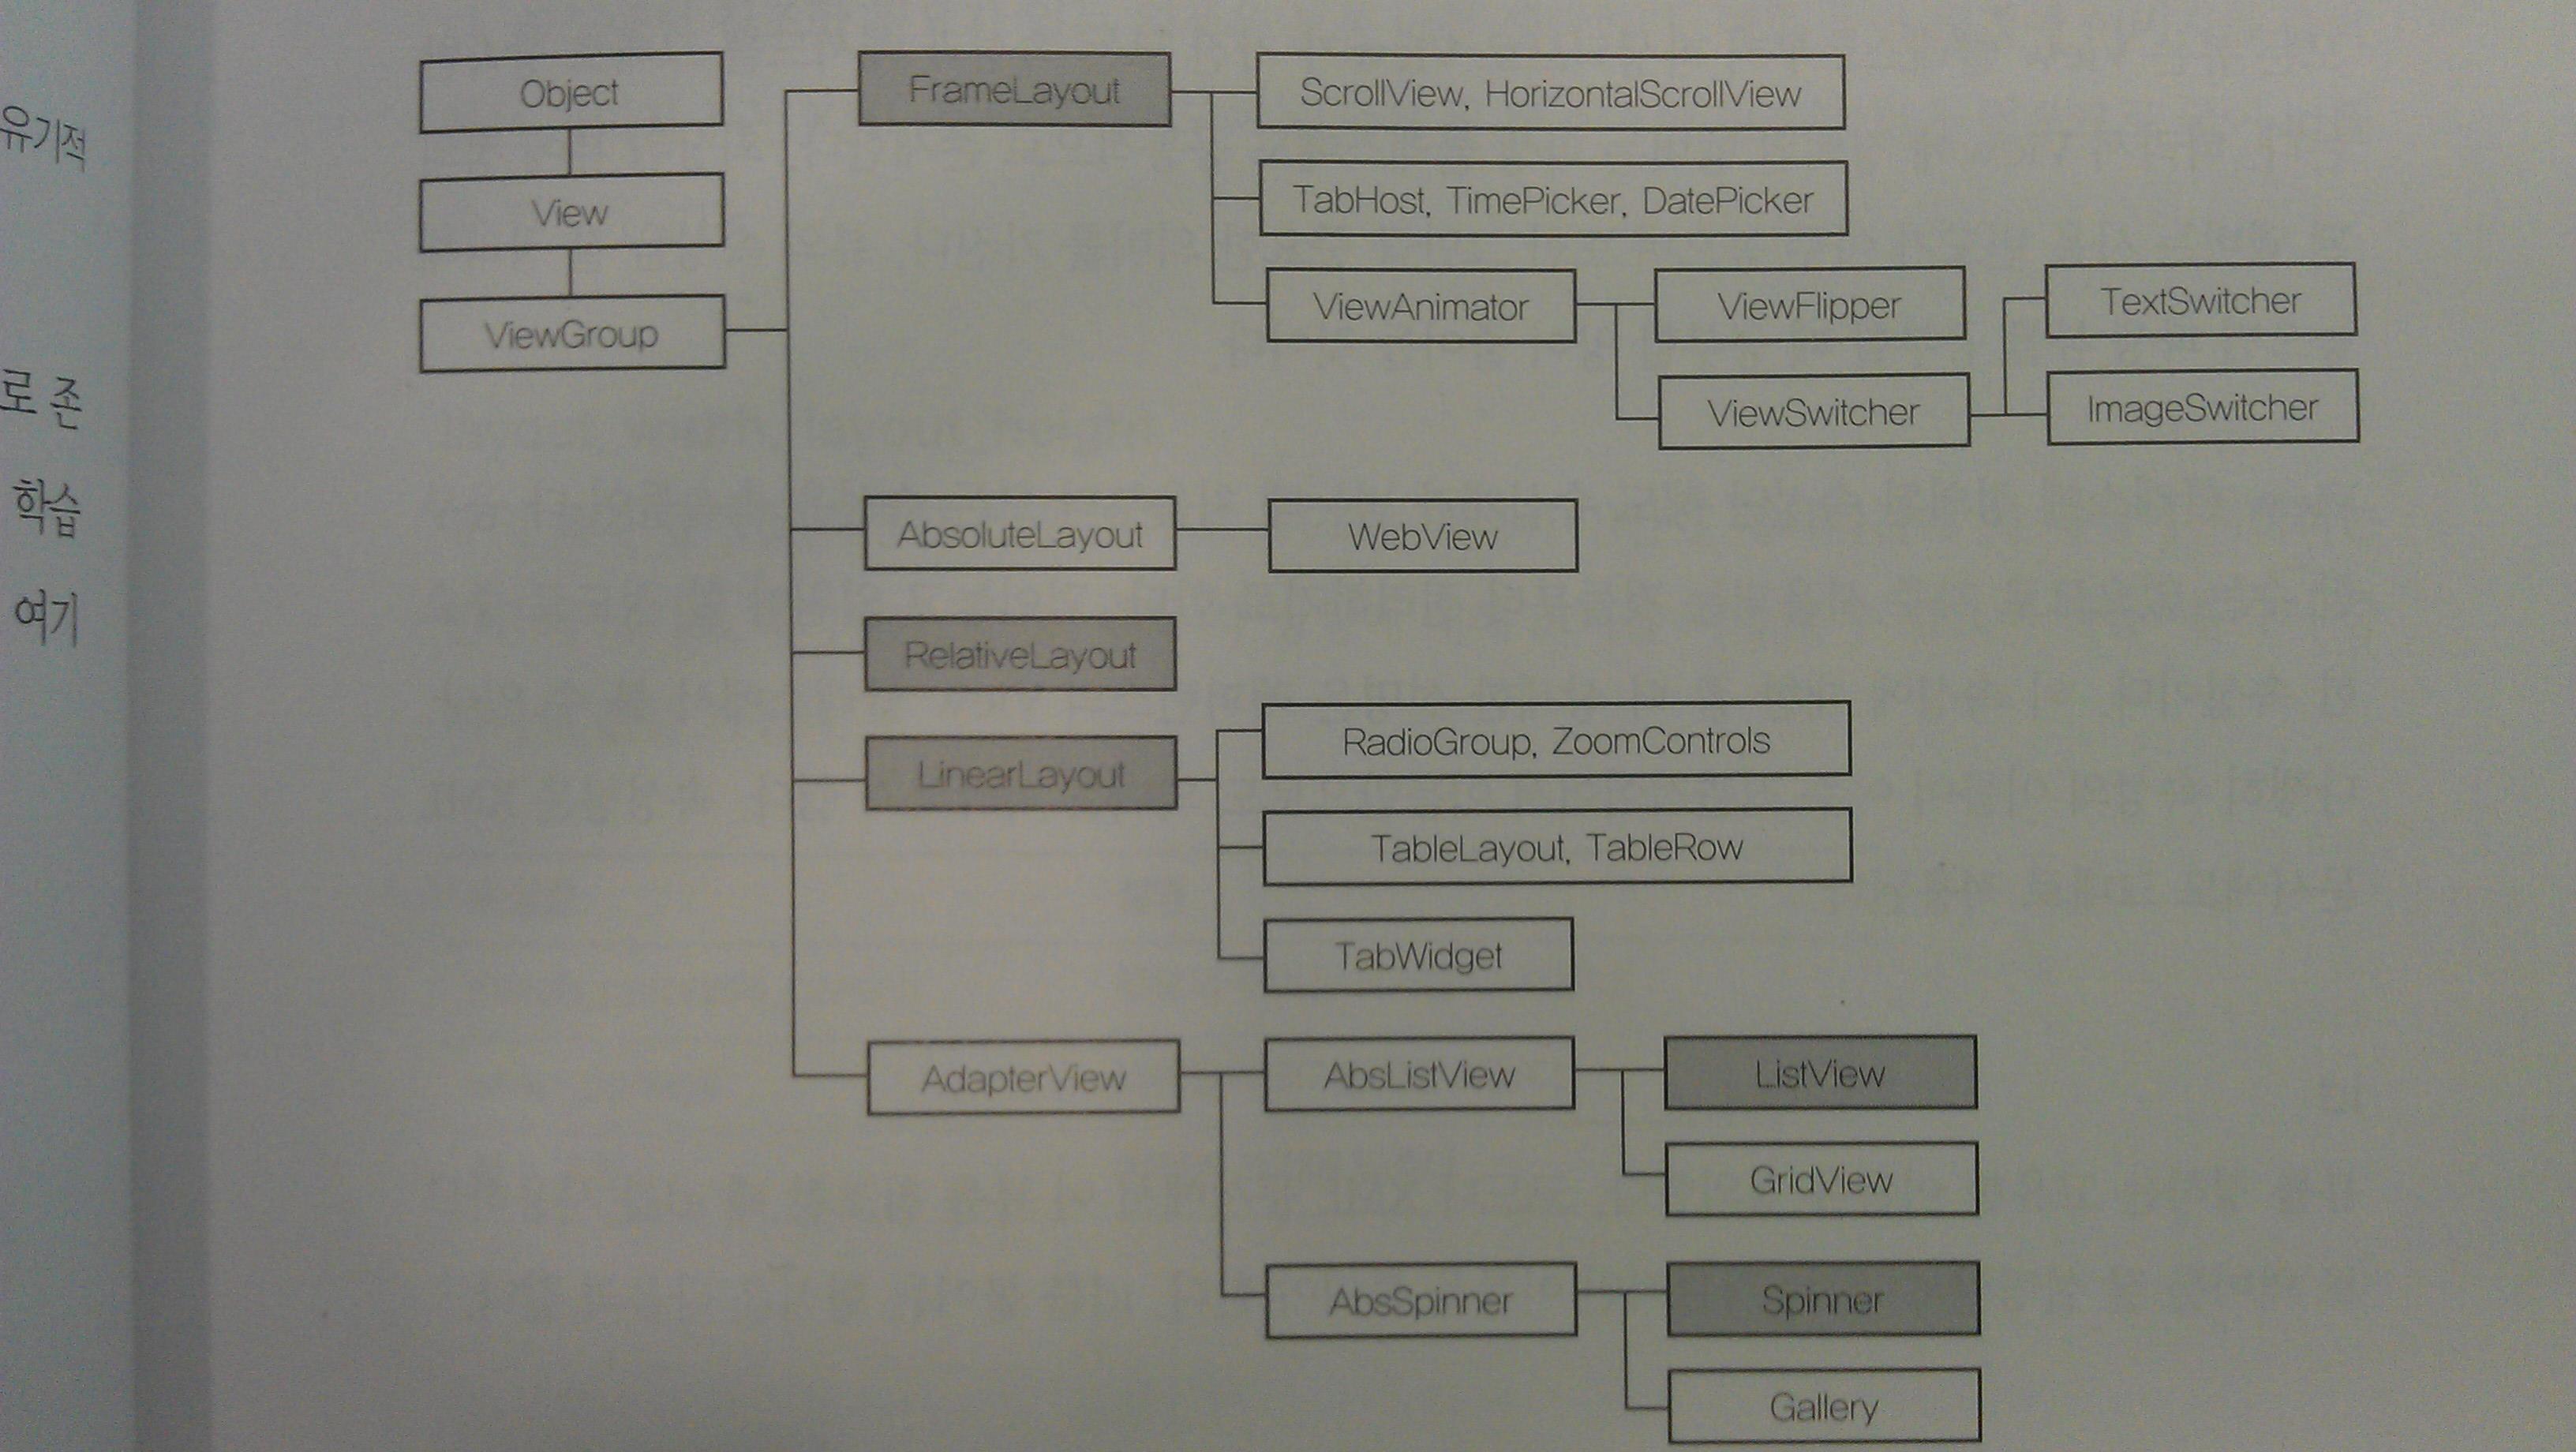 유기적
로 존
학습
여기
Object
View
ViewGroup
FrameLayout
ScrollView, HorizontalScrollView
TabHost, TimePicker, DatePicker
ViewAnimator
ViewFlipper
TextSwitcher
ViewSwitcher
ImageSwitcher
AbsoluteLayout
WebView
RelativeLayout
LinearLayout
RadioGroup, ZoomControls
TableLayout, TableRow
TabWidget
AdapterView
AbsListView
ListView
GridView
AbsSpinner
Spinner
Gallery